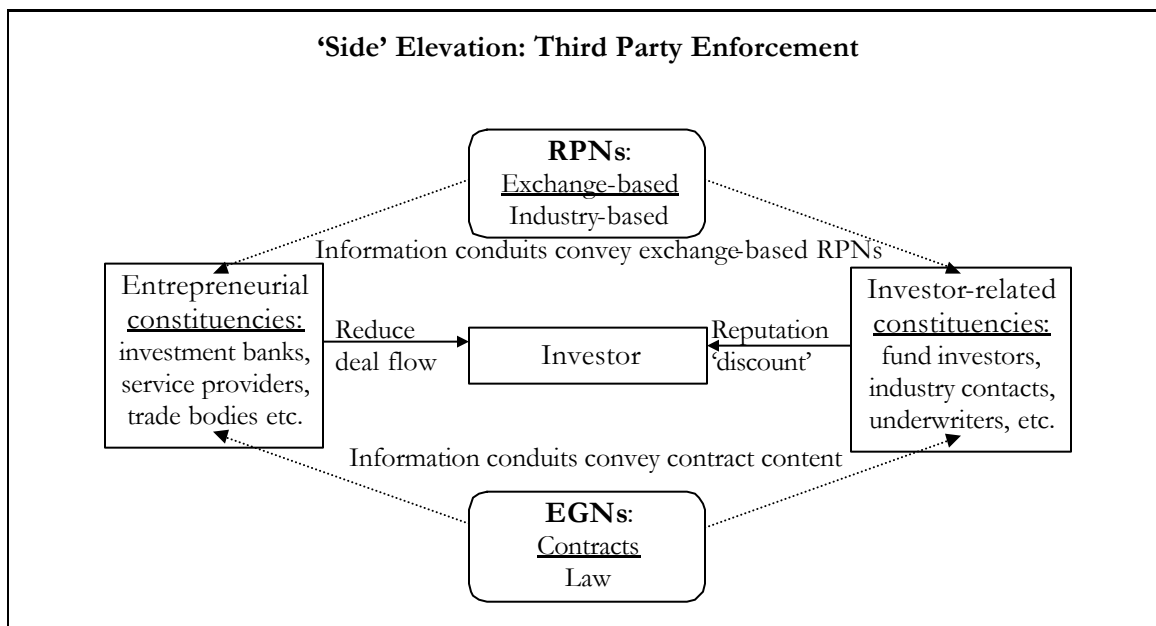 ‘Side’ Elevation: Third Party Enforcement
RPNs:
Exchange-based
Industry-based
Information conduits convey exchange-based RPNs
Entrepreneurial
constituencies:
investment banks,
service providers,
trade bodies etc.
Reduce
deal flow
Investor
Reputation
‘discount’
Investor-related
constituencies:
fund investors,
industry contacts,
underwriters, etc.
Information conduits convey contract content
EGNs:
Contracts
Law